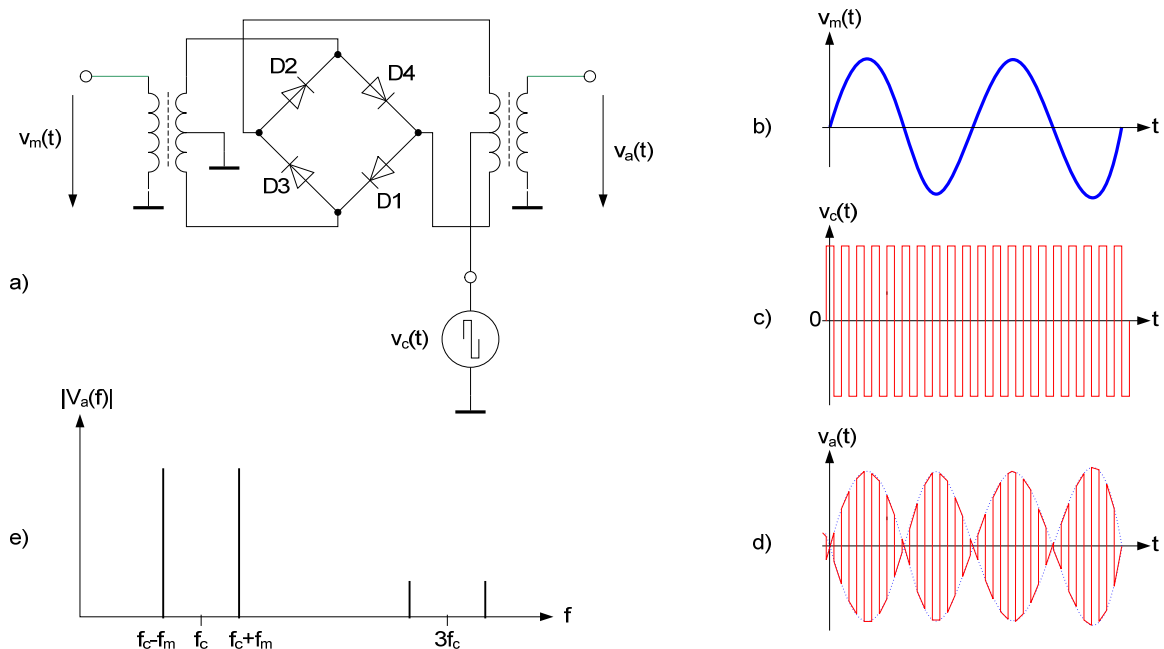 a)
D2
D4
D3
D1
vm(t)
va(t)
vc(t)
b)
vm(t)
t
c)
vc(t)
0
t
d)
va(t)
t
e)
|Va(f)|
fc-fm
fc
fc+fm
3fc
f